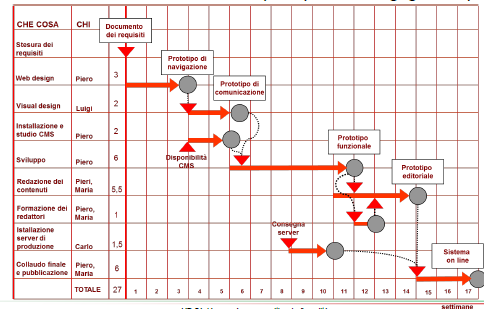 CHE COSA
CHI
Documento
dei requisiti
Stesura dei
requisiti
Prototipo di
navigazione
Web design
Piero
3
Prototipo di
comunicazione
Visual design
Luigi
2
Installazione e
studio CMS
Piero
2
Disponibilità
CMS
Prototipo
funzionale
Sviluppo
Piero
6
Prototipo
editoriale
Redazione dei
contenuti
Pieri,
Maria
5,5
Formazione dei
redattori
Piero,
Maria
1
Consegna
server
Istallazione
server di
produzione
Carlo
1,5
Sistema
on line
Collaudo finale
e pubblicazione
Piero,
Maria
6
TOTALE
27
1 2 3 4 5 6 7 8 9 10 11 12 13 14 15 16 17
settimane